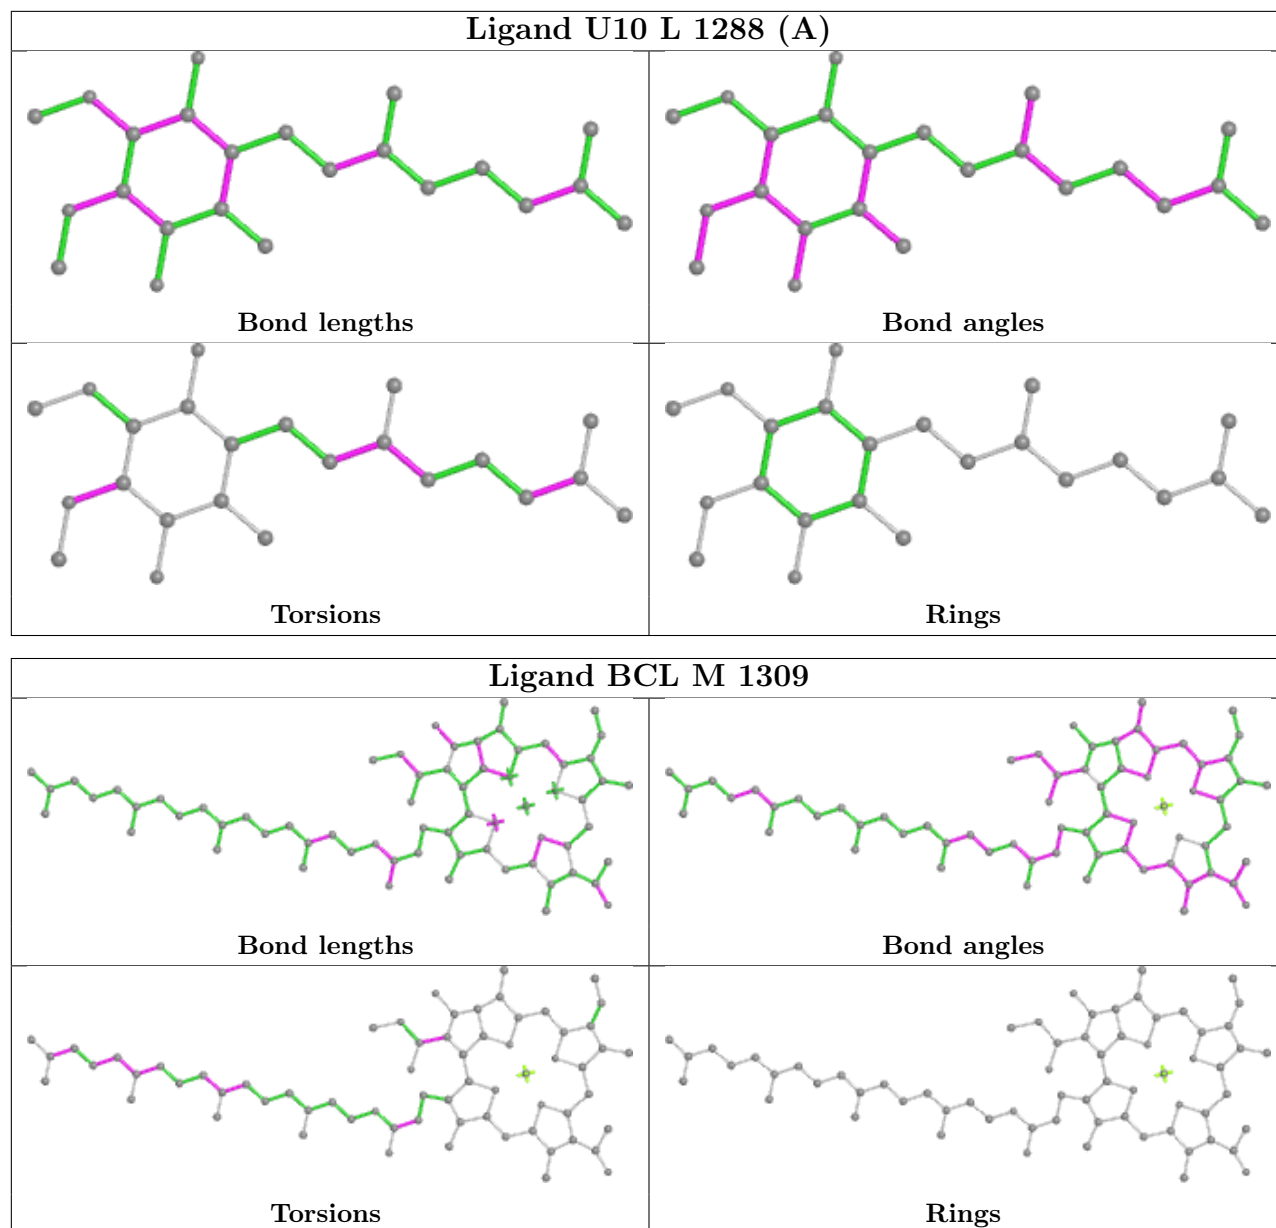 Ligand U10 L 1288 (A)
Bond lengths
Bond angles
Torsions
Rings
Ligand BCL M 1309
Bond lengths
Bond angles
Torsions
Rings